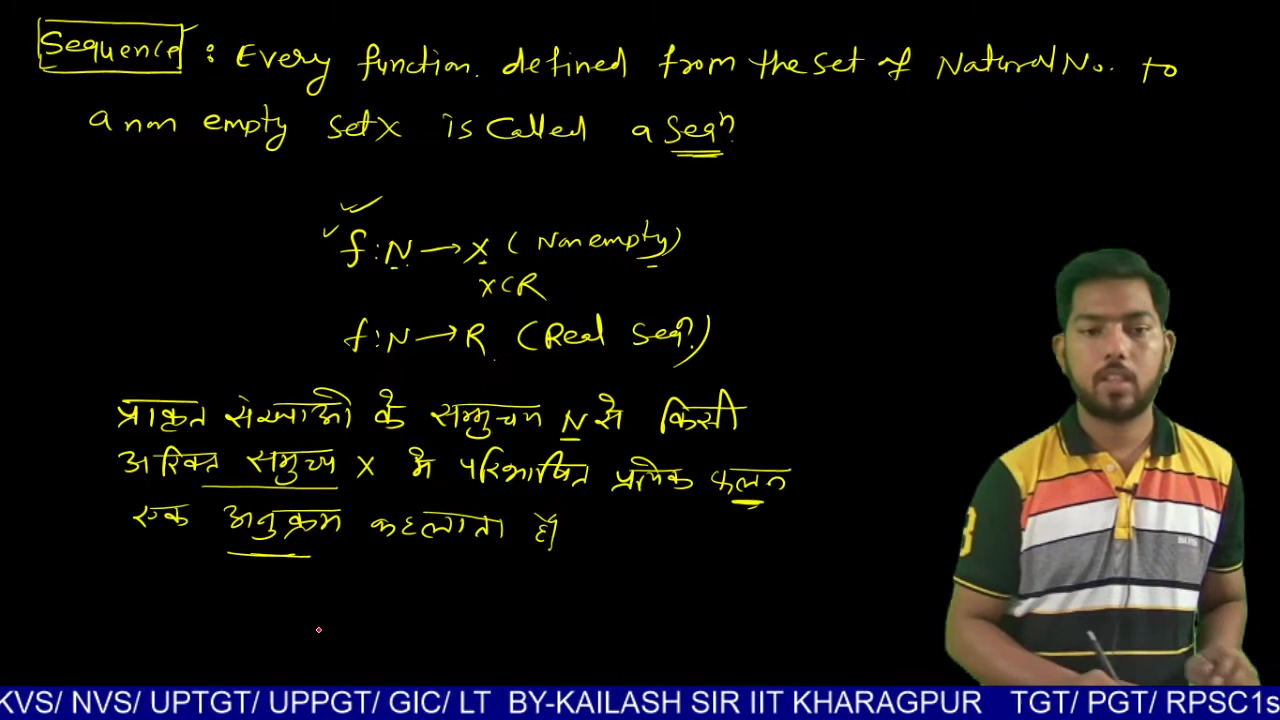 Sequence : Every function. defined from the set of Natural No. to
a non empty set X is called a seqn
f : N → X ( Non empty )
X ⊂ R
f : N → R ( Real Seqn. )
प्राकृत संख्याओं के समुच्चय N से किसी
अरिक्त समुच्चय X में परिभाषित प्रत्येक फलन
एक अनुक्रम कहलाता है।
3
KVS/ NVS/ UPTGT/ UPPGT/ GIC/ LT BY-KAILASH SIR IIT KHARAGPUR TGT/ PGT/ RPSC1s